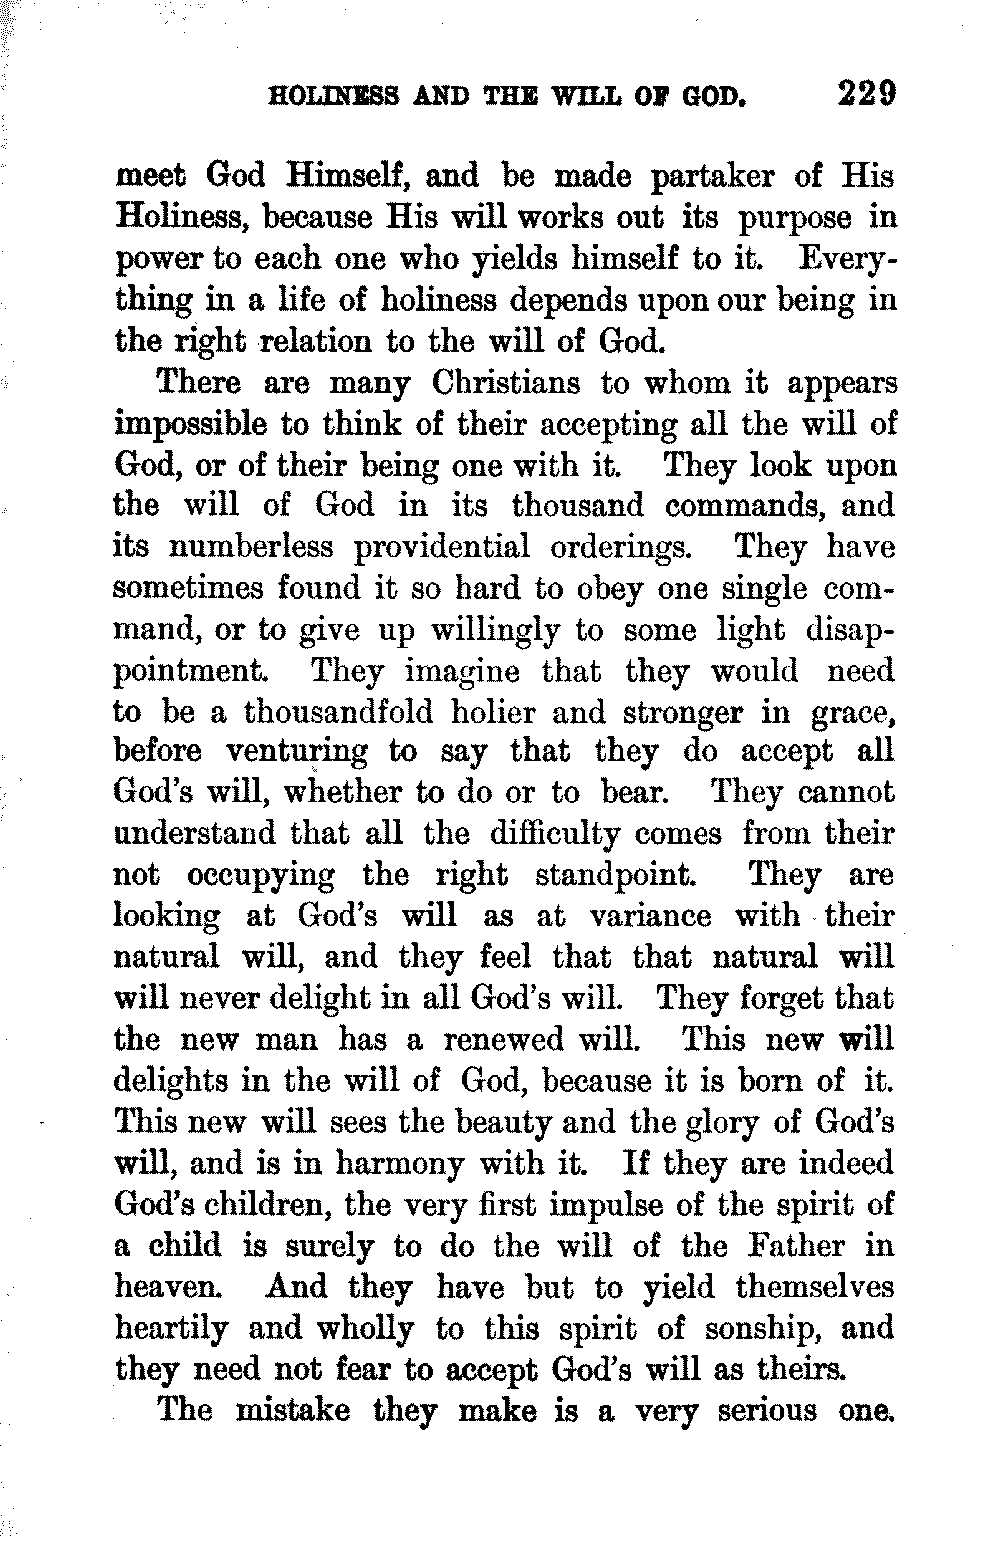 HOLINESS AND THE WILL OF GOD. 229
meet God Himself, and be made partaker of His
Holiness, because His will works out its purpose in
power to each one who yields himself to it. Every-
thing in a life of holiness depends upon our being in
the right relation to the will of God.
There are many Christians to whom it appears
impossible to think of their accepting all the will of
God, or of their being one with it. They look upon
the will of God in its thousand commands, and
its numberless providential orderings. They have
sometimes found it so hard to obey one single com-
mand, or to give up willingly to some light disap-
pointment. They imagine that they would need
to be a thousandfold holier and stronger in grace,
before venturing to say that they do accept all
God's will, whether to do or to bear. They cannot
understand that all the difficulty comes from their
not occupying the right standpoint. They are
looking at God's will as at variance with their
natural will, and they feel that that natural will
will never delight in all God's will. They forget that
the new man has a renewed will. This new will
delights in the will of God, because it is born of it.
This new will sees the beauty and the glory of God's
will, and is in harmony with it. If they are indeed
God's children, the very first impulse of the spirit of
a child is surely to do the will of the Father in
heaven. And they have but to yield themselves
heartily and wholly to this spirit of sonship, and
they need not fear to accept God's will as theirs.
The mistake they make is a very serious one.